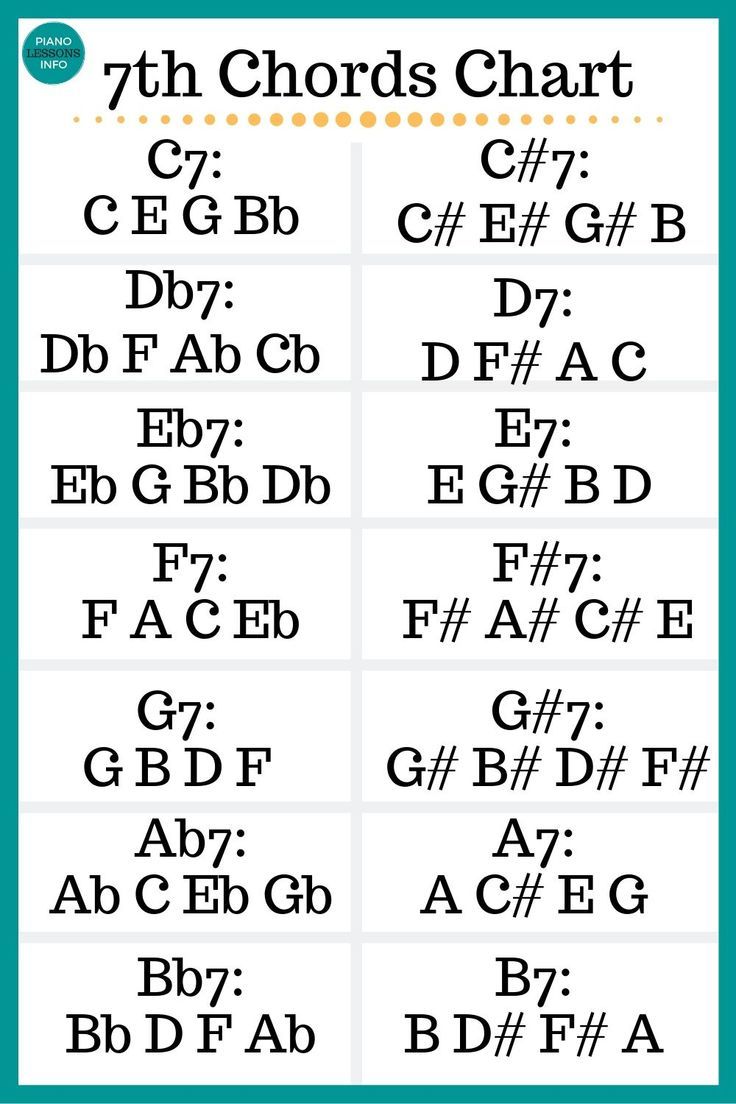 PIANO
LESSONS
INFO
7th Chords Chart
C7:
C E G Bb
C#7:
C# E# G# B
Db7:
Db F Ab Cb
D7:
D F# A C
Eb7:
Eb G Bb Db
E7:
E G# B D
F7:
F A C Eb
F#7:
F# A# C# E
G7:
G B D F
G#7:
G# B# D# F#
Ab7:
Ab C Eb Gb
A7:
A C# E G
Bb7:
Bb D F Ab
B7:
B D# F# A